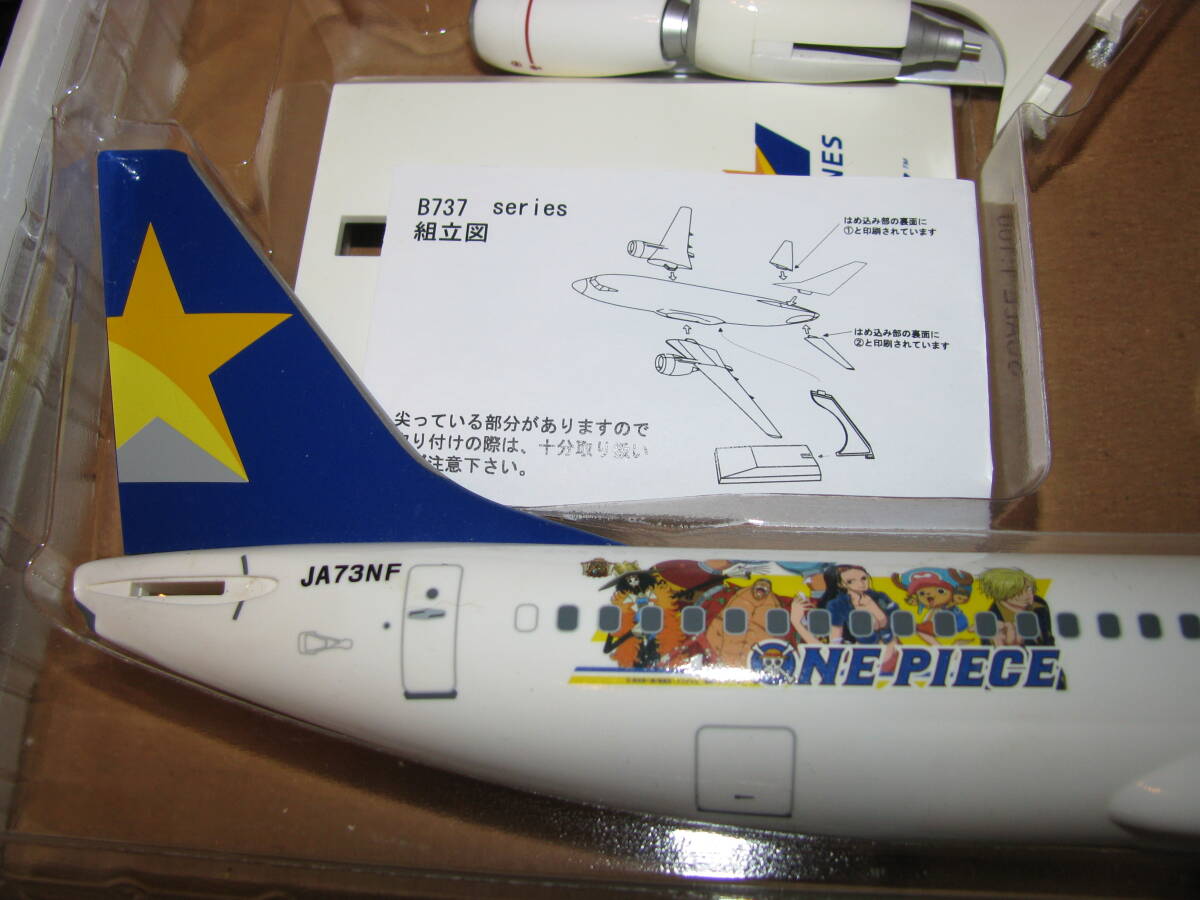 NES
™
B737 series
組立図
はめ込み部の裏面に
①と印刷されています
はめ込み部の裏面に
②と印刷されています
尖っている部分がありますので
り付けの際は、十分取り扱い
注意下さい。
JA73NF
ONE PIECE